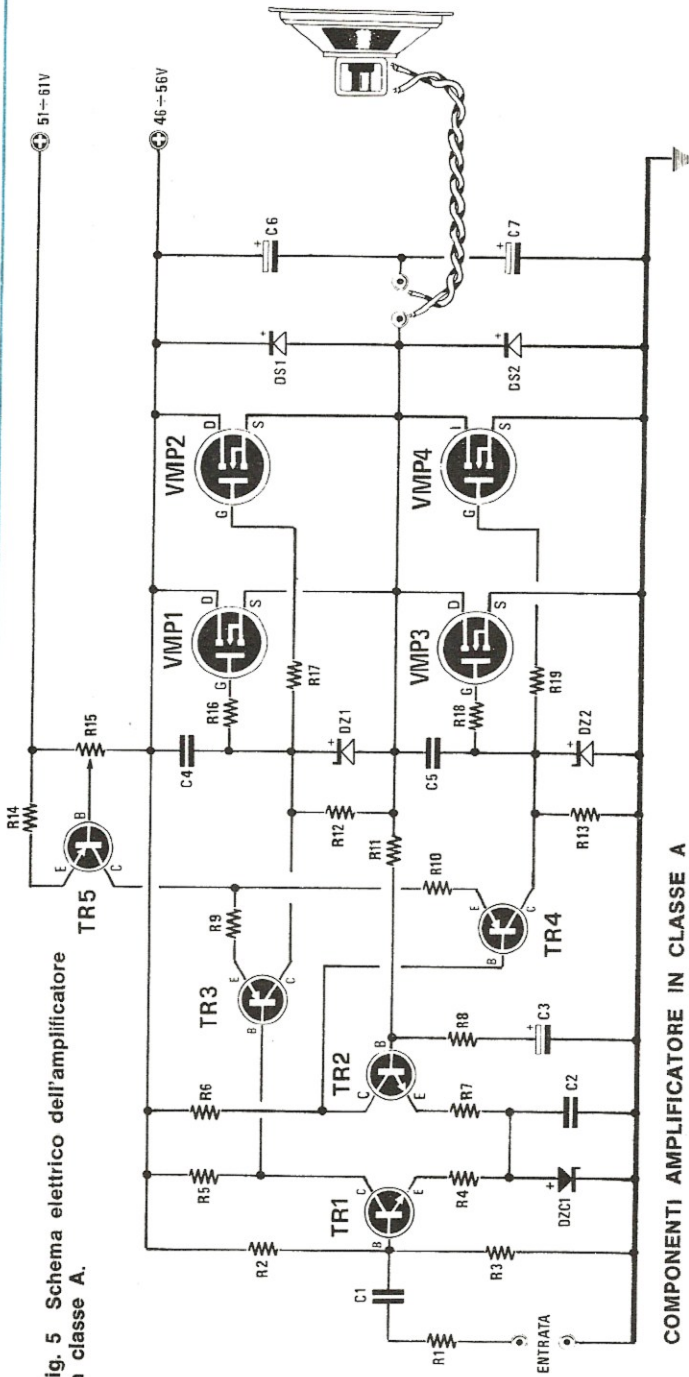 ig. 5 Schema elettrico dell'amplificatore
n classe A.
51÷61V
46÷56V
R14
R15
TR5
E
B
C
VMP1
VMP2
VMP3
VMP4
D
G
S
D
G
S
D
G
S
I
G
S
C4
R16
R17
DZ1
C5
R18
R19
DZ2
DS1
DS2
C6
C7
R9
R10
R11
R12
R13
TR3
E
B
C
TR4
E
B
C
R5
R6
R2
R3
TR1
B
C
E
TR2
B
C
E
R4
R7
R8
C3
C2
DZC1
C1
R1
ENTRATA
COMPONENTI AMPLIFICATORE IN CLASSE A